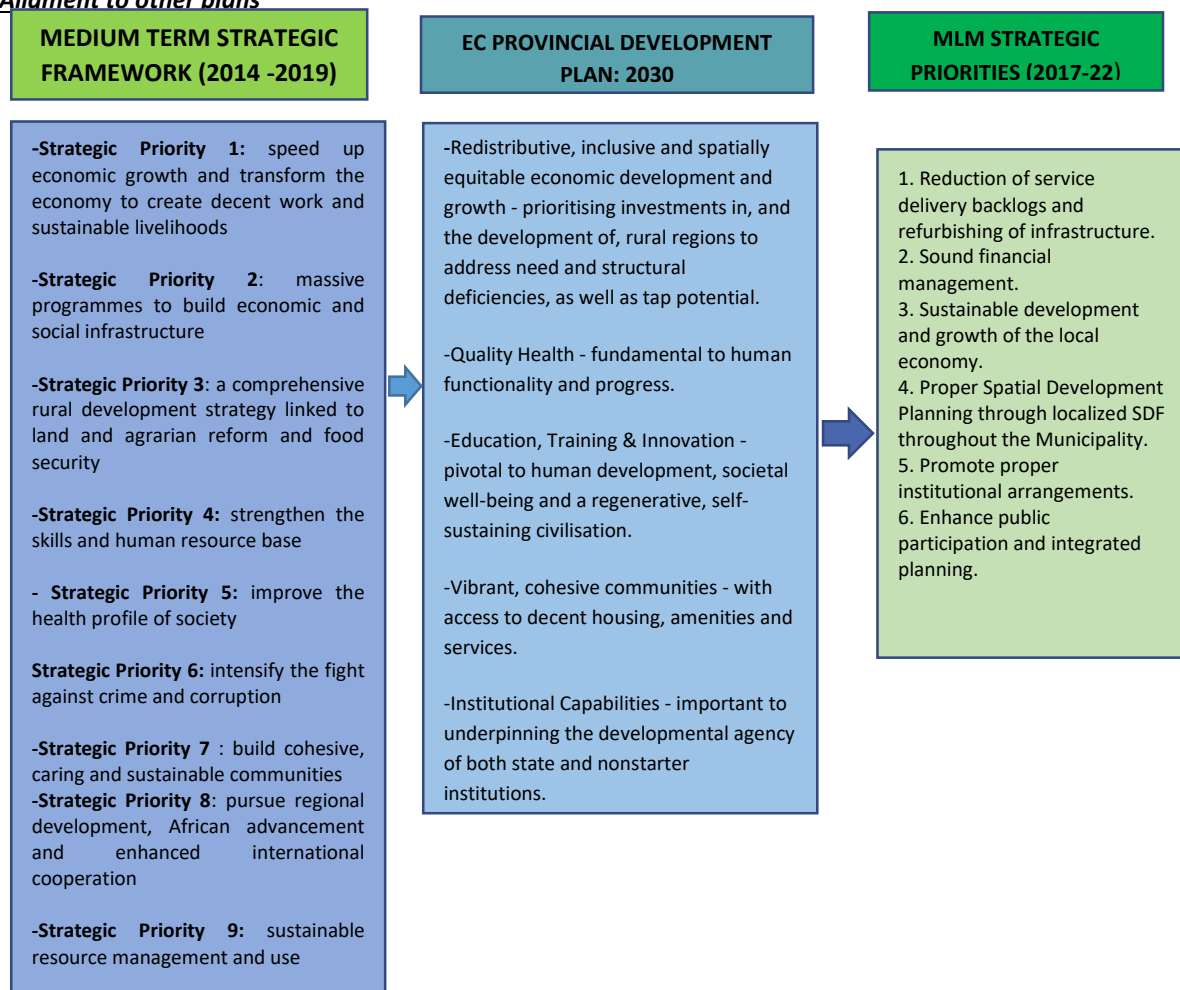 Alignment to other plans
MEDIUM TERM STRATEGIC
FRAMEWORK (2014 -2019)
-Strategic Priority 1: speed up
economic growth and transform the
economy to create decent work and
sustainable livelihoods
-Strategic Priority 2: massive
programmes to build economic and
social infrastructure
-Strategic Priority 3: a comprehensive
rural development strategy linked to
land and agrarian reform and food
security
-Strategic Priority 4: strengthen the
skills and human resource base
- Strategic Priority 5: improve the
health profile of society
Strategic Priority 6: intensify the fight
against crime and corruption
-Strategic Priority 7 : build cohesive,
caring and sustainable communities
-Strategic Priority 8: pursue regional
development, African advancement
and enhanced international
cooperation
-Strategic Priority 9: sustainable
resource management and use
EC PROVINCIAL DEVELOPMENT
PLAN: 2030
-Redistributive, inclusive and spatially
equitable economic development and
growth - prioritising investments in, and
the development of, rural regions to
address need and structural
deficiencies, as well as tap potential.
-Quality Health - fundamental to human
functionality and progress.
-Education, Training & Innovation -
pivotal to human development, societal
well-being and a regenerative, self-
sustaining civilisation.
-Vibrant, cohesive communities - with
access to decent housing, amenities and
services.
-Institutional Capabilities - important to
underpinning the developmental agency
of both state and nonstarter
institutions.
MLM STRATEGIC
PRIORITIES (2017-22)
1. Reduction of service
delivery backlogs and
refurbishing of infrastructure.
2. Sound financial
management.
3. Sustainable development
and growth of the local
economy.
4. Proper Spatial Development
Planning through localized SDF
throughout the Municipality.
5. Promote proper
institutional arrangements.
6. Enhance public
participation and integrated
planning.